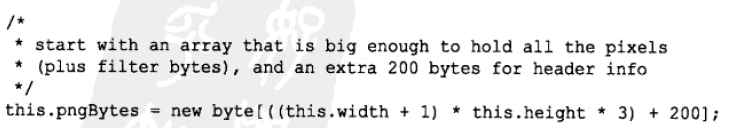 /*
* start with an array that is big enough to hold all the pixels
* (plus filter bytes), and an extra 200 bytes for header info
*/
this.pngBytes = new byte[((this.width + 1) * this.height * 3) + 200];